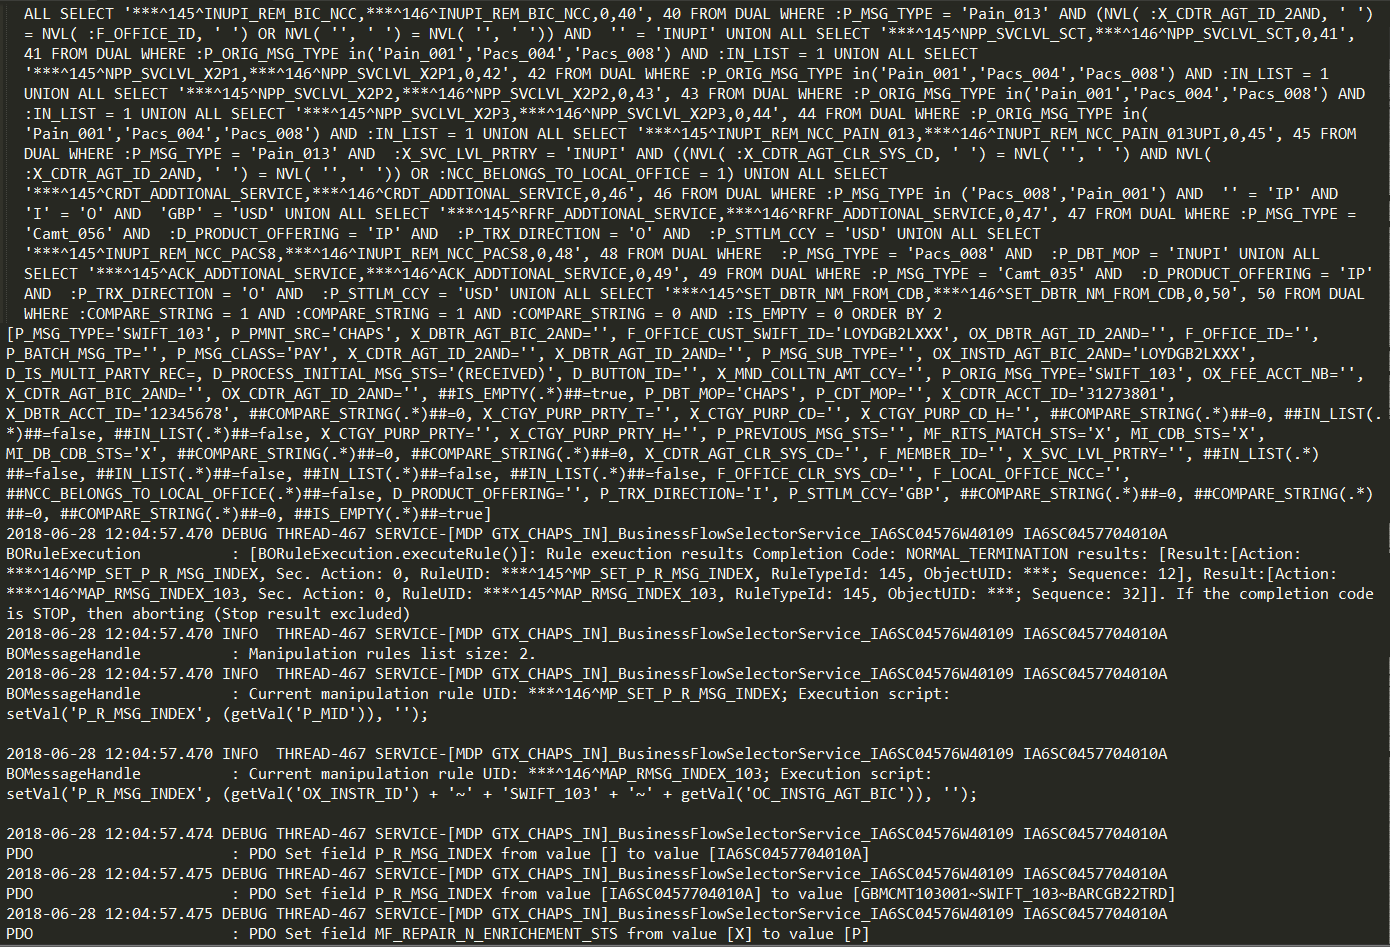 ALL SELECT '***^145^INUPI_REM_BIC_NCC,***^146^INUPI_REM_BIC_NCC,0,40', 40 FROM DUAL WHERE :P_MSG_TYPE = 'Pain_013' AND (NVL( :X_CDTR_AGT_ID_2AND, ' ')
= NVL( :F_OFFICE_ID, ' ') OR NVL( '', ' ') = NVL( '', ' ')) AND  '' = 'INUPI' UNION ALL SELECT '***^145^NPP_SVCLVL_SCT,***^146^NPP_SVCLVL_SCT,0,41',
41 FROM DUAL WHERE :P_ORIG_MSG_TYPE in('Pain_001','Pacs_004','Pacs_008') AND :IN_LIST = 1 UNION ALL SELECT
'***^145^NPP_SVCLVL_X2P1,***^146^NPP_SVCLVL_X2P1,0,42', 42 FROM DUAL WHERE :P_ORIG_MSG_TYPE in('Pain_001','Pacs_004','Pacs_008') AND :IN_LIST = 1
UNION ALL SELECT '***^145^NPP_SVCLVL_X2P2,***^146^NPP_SVCLVL_X2P2,0,43', 43 FROM DUAL WHERE :P_ORIG_MSG_TYPE in('Pain_001','Pacs_004','Pacs_008') AND
:IN_LIST = 1 UNION ALL SELECT '***^145^NPP_SVCLVL_X2P3,***^146^NPP_SVCLVL_X2P3,0,44', 44 FROM DUAL WHERE :P_ORIG_MSG_TYPE in(
'Pain_001','Pacs_004','Pacs_008') AND :IN_LIST = 1 UNION ALL SELECT '***^145^INUPI_REM_NCC_PAIN_013,***^146^INUPI_REM_NCC_PAIN_013UPI,0,45', 45 FROM
DUAL WHERE :P_MSG_TYPE = 'Pain_013' AND  :X_SVC_LVL_PRTRY = 'INUPI' AND ((NVL( :X_CDTR_AGT_CLR_SYS_CD, ' ') = NVL( '', ' ') AND NVL(
:X_CDTR_AGT_ID_2AND, ' ') = NVL( '', ' ')) OR :NCC_BELONGS_TO_LOCAL_OFFICE = 1) UNION ALL SELECT
'***^145^CRDT_ADDTIONAL_SERVICE,***^146^CRDT_ADDTIONAL_SERVICE,0,46', 46 FROM DUAL WHERE :P_MSG_TYPE in ('Pacs_008','Pain_001') AND  '' = 'IP' AND
'I' = 'O' AND  'GBP' = 'USD' UNION ALL SELECT '***^145^RFRF_ADDTIONAL_SERVICE,***^146^RFRF_ADDTIONAL_SERVICE,0,47', 47 FROM DUAL WHERE :P_MSG_TYPE =
'Camt_056' AND  :D_PRODUCT_OFFERING = 'IP' AND  :P_TRX_DIRECTION = 'O' AND  :P_STTLM_CCY = 'USD' UNION ALL SELECT
'***^145^INUPI_REM_NCC_PACS8,***^146^INUPI_REM_NCC_PACS8,0,48', 48 FROM DUAL WHERE  :P_MSG_TYPE = 'Pacs_008' AND  :P_DBT_MOP = 'INUPI' UNION ALL
SELECT '***^145^ACK_ADDTIONAL_SERVICE,***^146^ACK_ADDTIONAL_SERVICE,0,49', 49 FROM DUAL WHERE :P_MSG_TYPE = 'Camt_035' AND  :D_PRODUCT_OFFERING = 'IP'
AND  :P_TRX_DIRECTION = 'O' AND  :P_STTLM_CCY = 'USD' UNION ALL SELECT '***^145^SET_DBTR_NM_FROM_CDB,***^146^SET_DBTR_NM_FROM_CDB,0,50', 50 FROM DUAL
WHERE :COMPARE_STRING = 1 AND :COMPARE_STRING = 1 AND :COMPARE_STRING = 0 AND :IS_EMPTY = 0 ORDER BY 2
[P_MSG_TYPE='SWIFT_103', P_PMNT_SRC='CHAPS', X_DBTR_AGT_BIC_2AND='', F_OFFICE_CUST_SWIFT_ID='LOYDGB2LXXX', OX_DBTR_AGT_ID_2AND='', F_OFFICE_ID='',
P_BATCH_MSG_TP='', P_MSG_CLASS='PAY', X_CDTR_AGT_ID_2AND='', X_DBTR_AGT_ID_2AND='', P_MSG_SUB_TYPE='', OX_INSTD_AGT_BIC_2AND='LOYDGB2LXXX',
D_IS_MULTI_PARTY_REC=, D_PROCESS_INITIAL_MSG_STS='(RECEIVED)', D_BUTTON_ID='', X_MND_COLLTN_AMT_CCY='', P_ORIG_MSG_TYPE='SWIFT_103', OX_FEE_ACCT_NB='',
X_CDTR_AGT_BIC_2AND='', OX_CDTR_AGT_ID_2AND='', ##IS_EMPTY(.*)##=true, P_DBT_MOP='CHAPS', P_CDT_MOP='', X_CDTR_ACCT_ID='31273801',
X_DBTR_ACCT_ID='12345678', ##COMPARE_STRING(.*)##=0, X_CTGY_PURP_PRTY_T='', X_CTGY_PURP_CD='', X_CTGY_PURP_CD_H='', ##COMPARE_STRING(.*)##=0, ##IN_LIST(.
*)##=false, ##IN_LIST(.*)##=false, X_CTGY_PURP_PRTY='', X_CTGY_PURP_PRTY_H='', P_PREVIOUS_MSG_STS='', MF_RITS_MATCH_STS='X', MI_CDB_STS='X',
MI_DB_CDB_STS='X', ##COMPARE_STRING(.*)##=0, ##COMPARE_STRING(.*)##=0, X_CDTR_AGT_CLR_SYS_CD='', F_MEMBER_ID='', X_SVC_LVL_PRTRY='', ##IN_LIST(.*)
##=false, ##IN_LIST(.*)##=false, ##IN_LIST(.*)##=false, ##IN_LIST(.*)##=false, F_OFFICE_CLR_SYS_CD='', F_LOCAL_OFFICE_NCC='',
##NCC_BELONGS_TO_LOCAL_OFFICE(.*)##=false, D_PRODUCT_OFFERING='', P_TRX_DIRECTION='I', P_STTLM_CCY='GBP', ##COMPARE_STRING(.*)##=0, ##COMPARE_STRING(.*)
##=0, ##COMPARE_STRING(.*)##=0, ##IS_EMPTY(.*)##=true]
2018-06-28 12:04:57.470 DEBUG THREAD-467 SERVICE-[MDP GTX_CHAPS_IN]_BusinessFlowSelectorService_IA6SC04576W40109 IA6SC0457704010A
BORuleExecution          : [BORuleExecution.executeRule()]: Rule exeuction results Completion Code: NORMAL_TERMINATION results: [Result:[Action:
***^146^MP_SET_P_R_MSG_INDEX, Sec. Action: 0, RuleUID: ***^145^MP_SET_P_R_MSG_INDEX, RuleTypeId: 145, ObjectUID: ***; Sequence: 12], Result:[Action:
***^146^MAP_RMSG_INDEX_103, Sec. Action: 0, RuleUID: ***^145^MAP_RMSG_INDEX_103, RuleTypeId: 145, ObjectUID: ***; Sequence: 32]]. If the completion code
is STOP, then aborting (Stop result excluded)
2018-06-28 12:04:57.470 INFO  THREAD-467 SERVICE-[MDP GTX_CHAPS_IN]_BusinessFlowSelectorService_IA6SC04576W40109 IA6SC0457704010A
BOMessageHandle          : Manipulation rules list size: 2.
2018-06-28 12:04:57.470 INFO  THREAD-467 SERVICE-[MDP GTX_CHAPS_IN]_BusinessFlowSelectorService_IA6SC04576W40109 IA6SC0457704010A
BOMessageHandle          : Current manipulation rule UID: ***^146^MP_SET_P_R_MSG_INDEX; Execution script:
setVal('P_R_MSG_INDEX', (getVal('P_MID')), '');
2018-06-28 12:04:57.470 INFO  THREAD-467 SERVICE-[MDP GTX_CHAPS_IN]_BusinessFlowSelectorService_IA6SC04576W40109 IA6SC0457704010A
BOMessageHandle          : Current manipulation rule UID: ***^146^MAP_RMSG_INDEX_103; Execution script:
setVal('P_R_MSG_INDEX', (getVal('OX_INSTR_ID') + '~' + 'SWIFT_103' + '~' + getVal('OC_INSTG_AGT_BIC')), '');
2018-06-28 12:04:57.474 DEBUG THREAD-467 SERVICE-[MDP GTX_CHAPS_IN]_BusinessFlowSelectorService_IA6SC04576W40109 IA6SC0457704010A
PDO                      : PDO Set field P_R_MSG_INDEX from value [] to value [IA6SC0457704010A]
2018-06-28 12:04:57.475 DEBUG THREAD-467 SERVICE-[MDP GTX_CHAPS_IN]_BusinessFlowSelectorService_IA6SC04576W40109 IA6SC0457704010A
PDO                      : PDO Set field P_R_MSG_INDEX from value [IA6SC0457704010A] to value [GBMCMT103001~SWIFT_103~BARCGB22TRD]
2018-06-28 12:04:57.475 DEBUG THREAD-467 SERVICE-[MDP GTX_CHAPS_IN]_BusinessFlowSelectorService_IA6SC04576W40109 IA6SC0457704010A
PDO                      : PDO Set field MF_REPAIR_N_ENRICHEMENT_STS from value [X] to value [P]